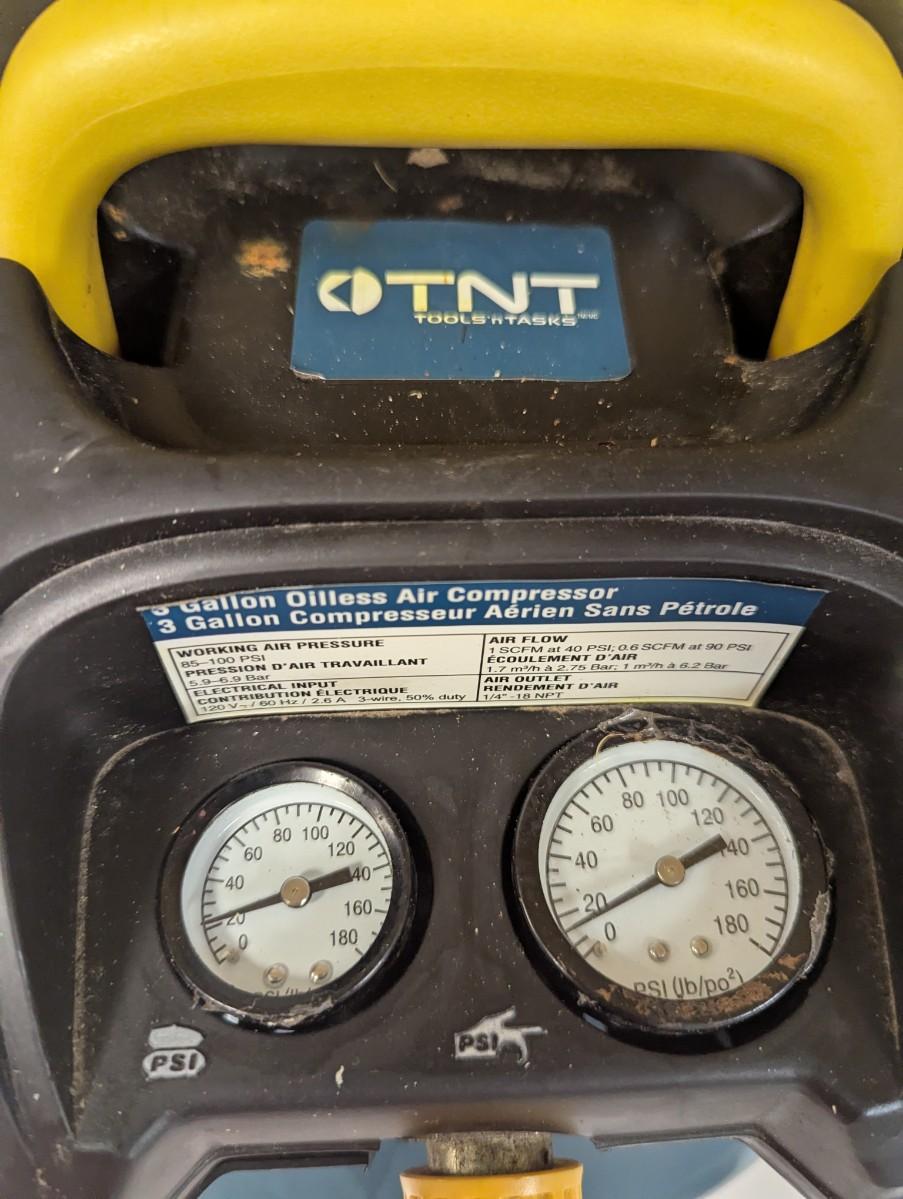 TNT
TOOLS'nTASKS
3 Gallon Oilless Air Compressor
3 Gallon Compresseur Aérien Sans Pétrole
WORKING AIR PRESSURE
85–100 PSI
PRESSION D'AIR TRAVAILLANT
5.9–6.9 Bar
ELECTRICAL INPUT
CONTRIBUTION ÉLECTRIQUE
120 V~ / 60 Hz / 2.6 A 3-wire, 50% duty
AIR FLOW
1 SCFM at 40 PSI; 0.6 SCFM at 90 PSI
ÉCOULEMENT D'AIR
1.7 m³/h à 2.75 Bar; 1 m³/h à 6.2 Bar
AIR OUTLET
RENDEMENT D'AIR
1/4" -18 NPT
0 20 40 60 80 100 120 140 160 180
0 20 40 60 80 100 120 140 160 180
PSI (lb/po²)
PSI
PSI